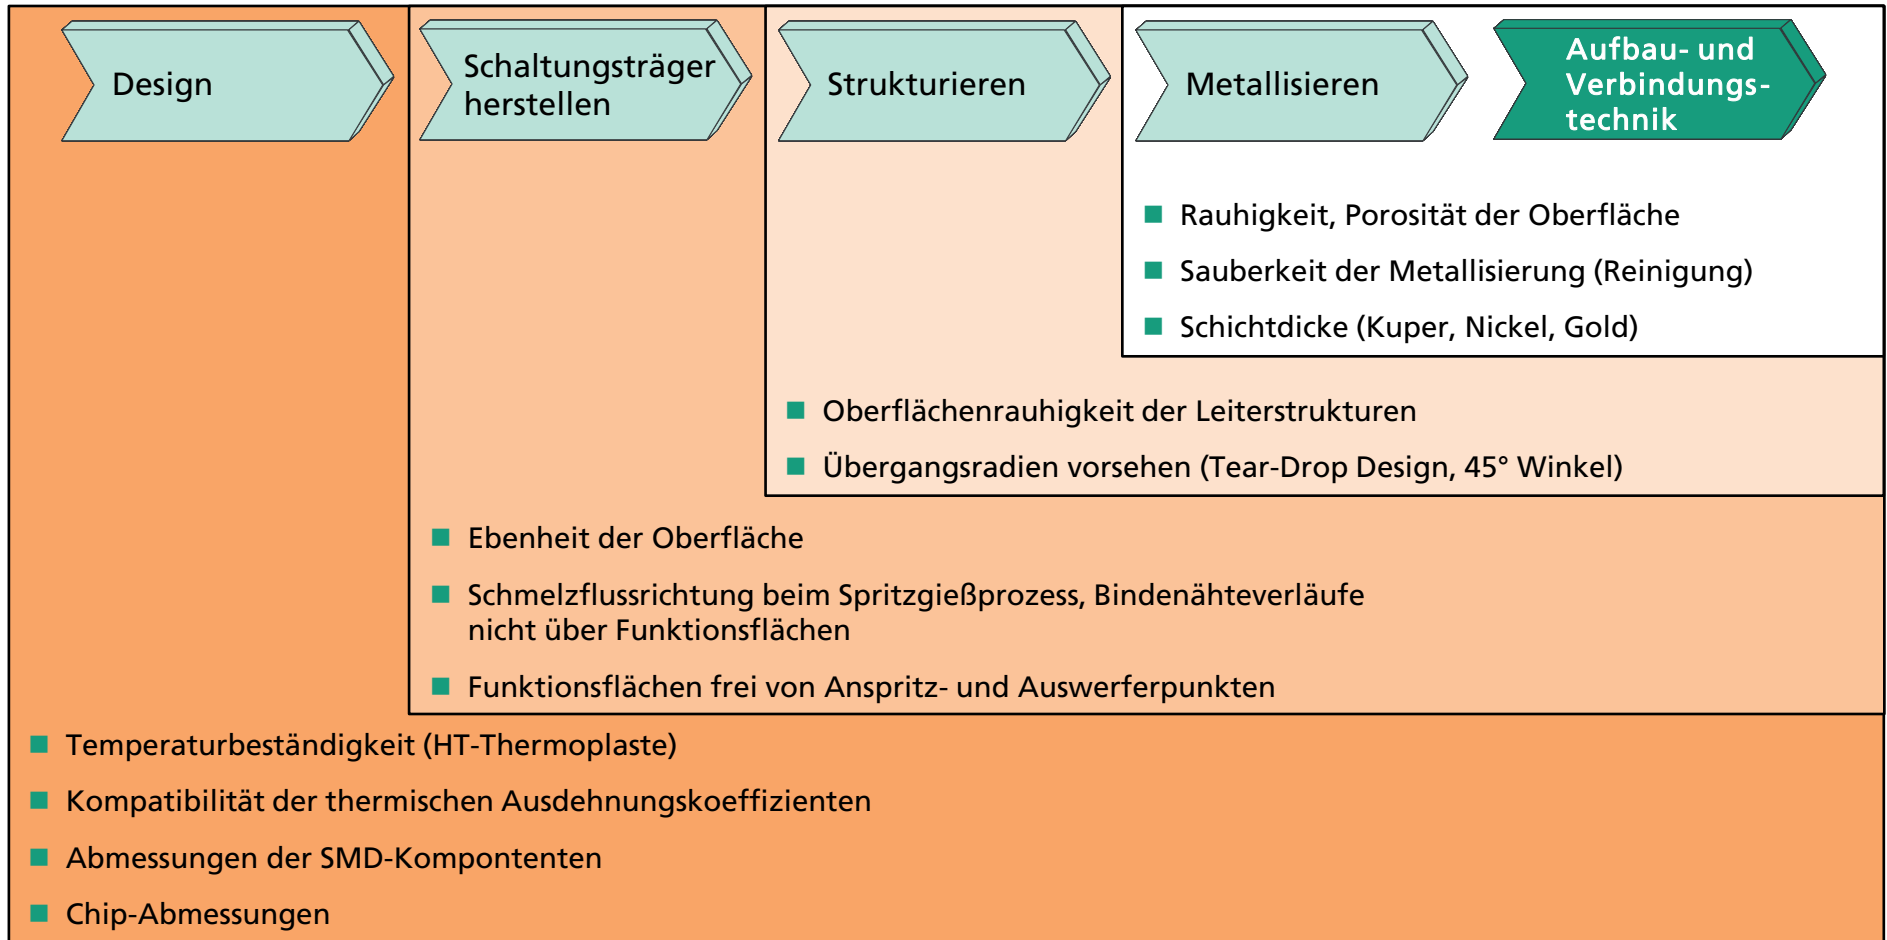 Design
Schaltungsträger
herstellen
Strukturieren
Metallisieren
Aufbau- und
Verbindungs-
technik
Rauhigkeit, Porosität der Oberfläche
Sauberkeit der Metallisierung (Reinigung)
Schichtdicke (Kuper, Nickel, Gold)
Oberflächenrauhigkeit der Leiterstrukturen
Übergangsradien vorsehen (Tear-Drop Design, 45° Winkel)
Ebenheit der Oberfläche
Schmelzflussrichtung beim Spritzgießprozess, Bindenähteverläufe
nicht über Funktionsflächen
Funktionsflächen frei von Anspritz- und Auswerferpunkten
Temperaturbeständigkeit (HT-Thermoplaste)
Kompatibilität der thermischen Ausdehnungskoeffizienten
Abmessungen der SMD-Kompontenten
Chip-Abmessungen